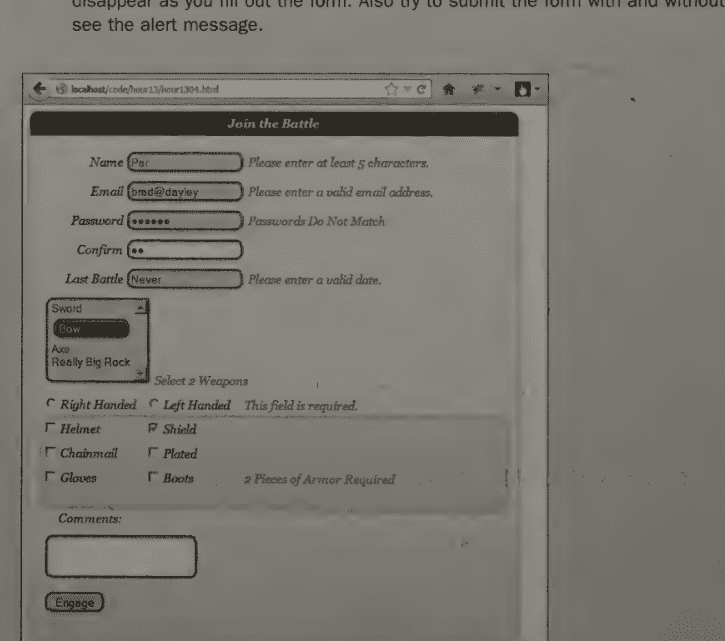 disappear as you fill out the form. Also try to submit the form with and without
see the alert message.
localhost/code/hour13/hour1304.html
Join the Battle
Name Par Please enter at least 5 characters.
Email brad@dayley Please enter a valid email address.
Password •••••• Passwords Do Not Match
Confirm ••
Last Battle Never Please enter a valid date.
Sword
Bow
Axe
Really Big Rock
Select 2 Weapons
Right Handed Left Handed This field is required.
Helmet Shield
Chainmail Plated
Gloves Boots 2 Pieces of Armor Required
Comments:
Engage